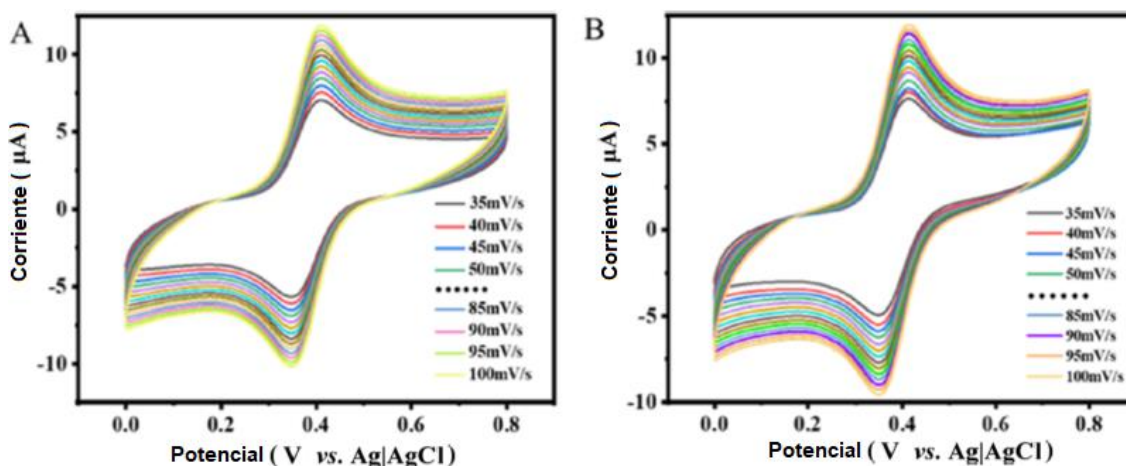 A
Corriente ( µA )
10
5
0
-5
-10
35mV/s
40mV/s
45mV/s
50mV/s
••••••
85mV/s
90mV/s
95mV/s
100mV/s
0.0 0.2 0.4 0.6 0.8
Potencial ( V vs. Ag|AgCl )
B
Corriente ( µA )
10
5
0
-5
-10
35mV/s
40mV/s
45mV/s
50mV/s
•••••••
85mV/s
90mV/s
95mV/s
100mV/s
0.0 0.2 0.4 0.6 0.8
Potencial ( V vs. Ag|AgCl )